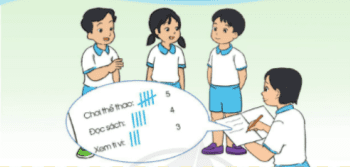 Chơi thể thao: 5
Đọc sách: 4
Xem ti vi: 3